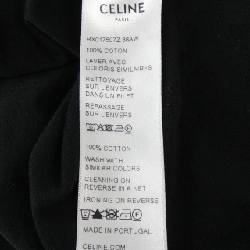 CELINE
PARIS
100% COTON
LAVER AVEC
COLORIS SIMILAIRES
NETTOYAGE
SUR L'ENVERS
DANS UN FILET
REPASSAGE
SUR L'ENVERS
100% COTTON
WASH WITH
SIMILAR COLORS
CLEANING ON
REVERSE IN A NET
IRONING ON REVERSE
MADE IN PORTUGAL
CELINE.COM